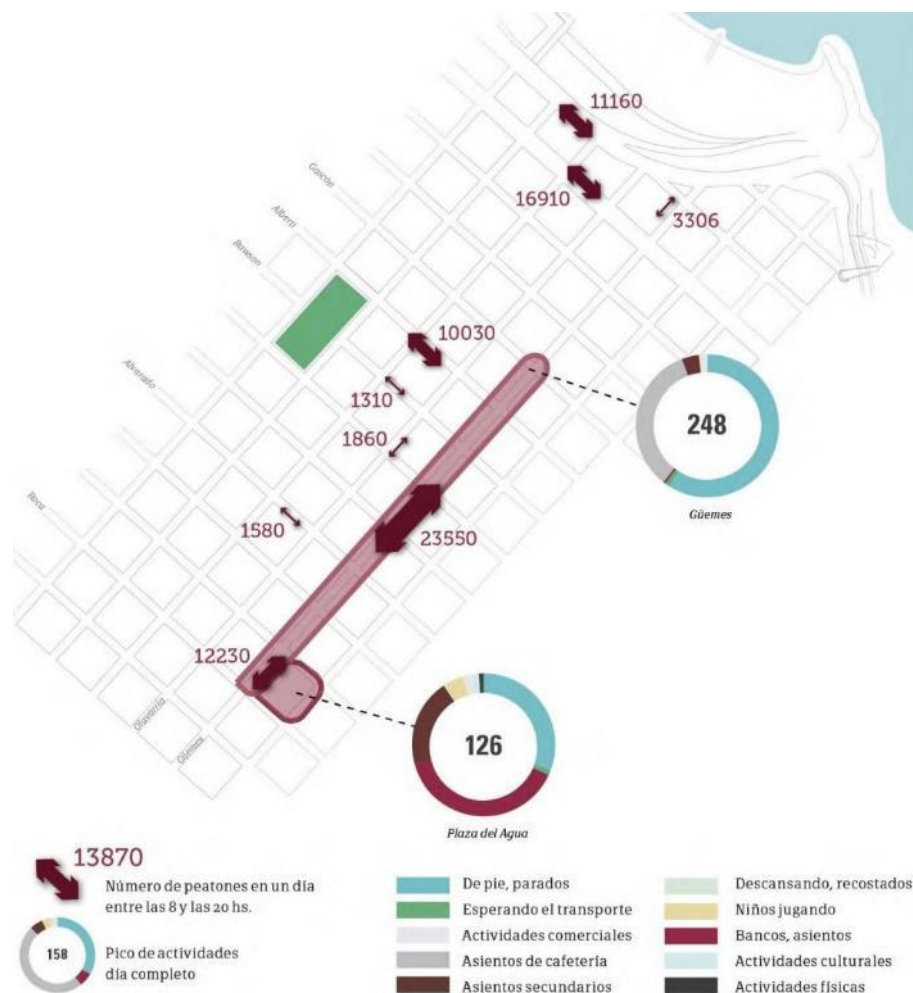 11160
16910
3306
Gascón
Alberti
Rawson
10030
Alvarado
1310
248
1860
Güemes
Roca
1580
23550
12230
Olavarría
Güemes
126
Plaza del Agua
13870
Número de peatones en un día
entre las 8 y las 20 hs.
158
Pico de actividades
día completo
De pie, parados
Esperando el transporte
Actividades comerciales
Asientos de cafetería
Asientos secundarios
Descansando, recostados
Niños jugando
Bancos, asientos
Actividades culturales
Actividades físicas